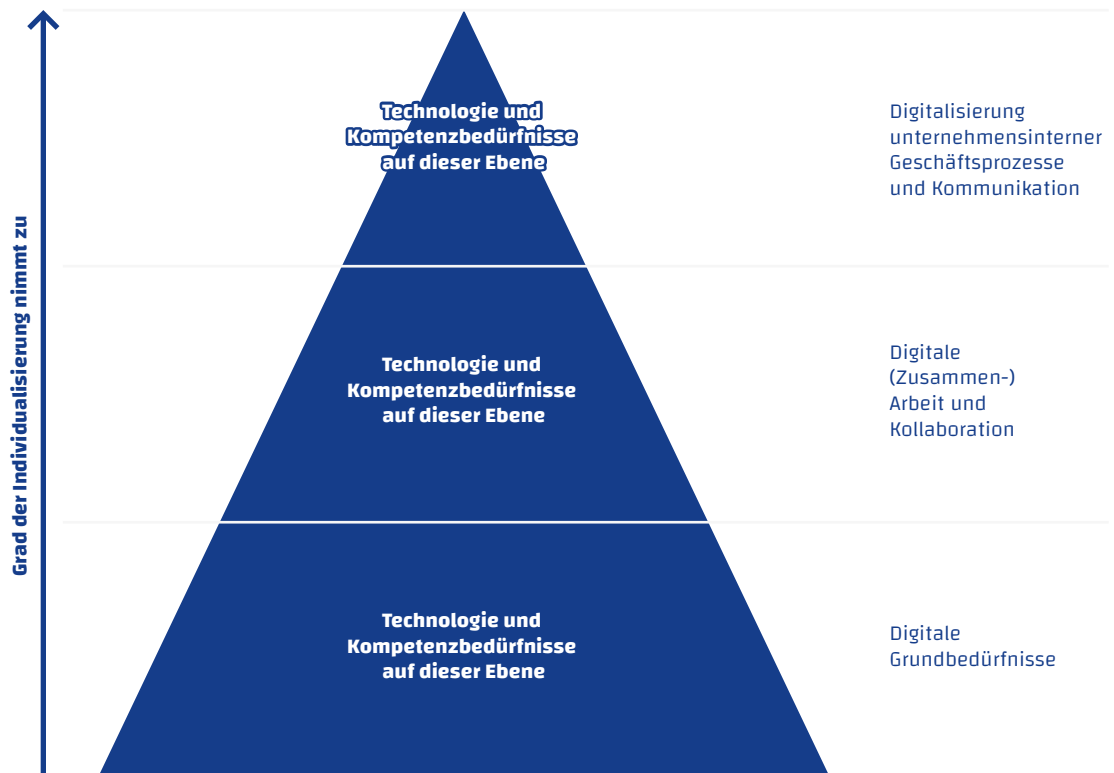 Grad der Individualisierung nimmt zu
Technologie und
Kompetenzbedürfnisse
auf dieser Ebene
Digitalisierung
unternehmensinterner
Geschäftsprozesse
und Kommunikation
Technologie und
Kompetenzbedürfnisse
auf dieser Ebene
Digitale
(Zusammen-)
Arbeit und
Kollaboration
Technologie und
Kompetenzbedürfnisse
auf dieser Ebene
Digitale
Grundbedürfnisse